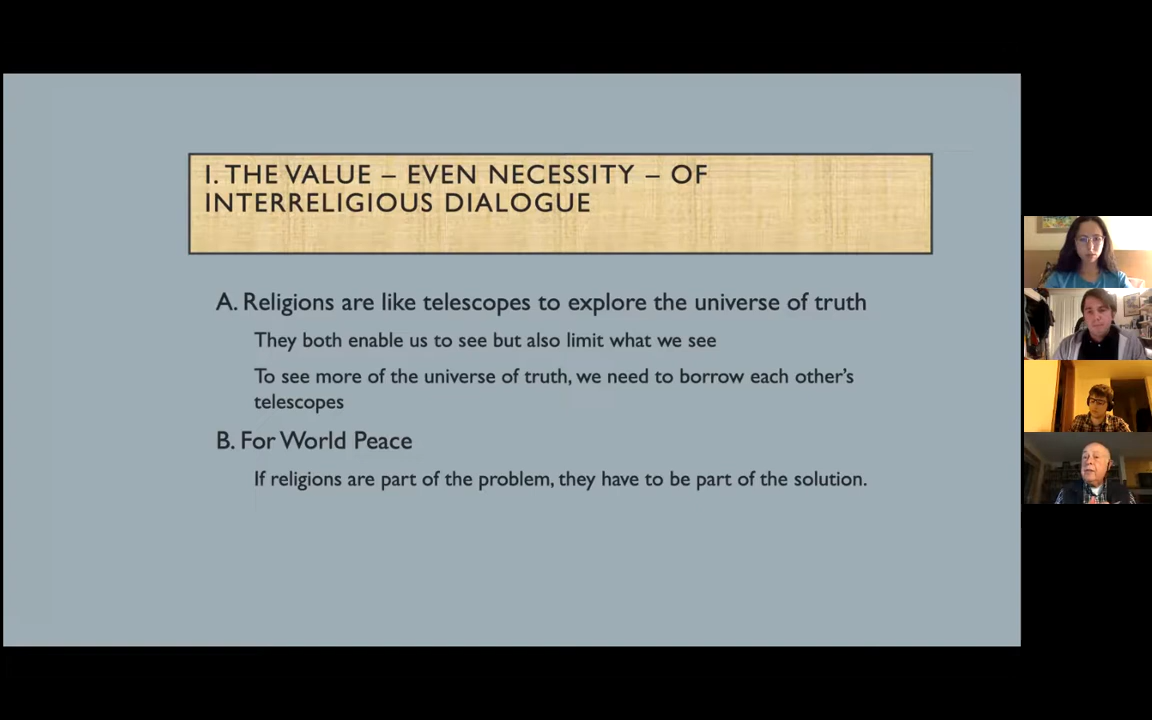 I. THE VALUE – EVEN NECESSITY – OF
INTERRELIGIOUS DIALOGUE
A. Religions are like telescopes to explore the universe of truth
They both enable us to see but also limit what we see
To see more of the universe of truth, we need to borrow each other’s
telescopes
B. For World Peace
If religions are part of the problem, they have to be part of the solution.